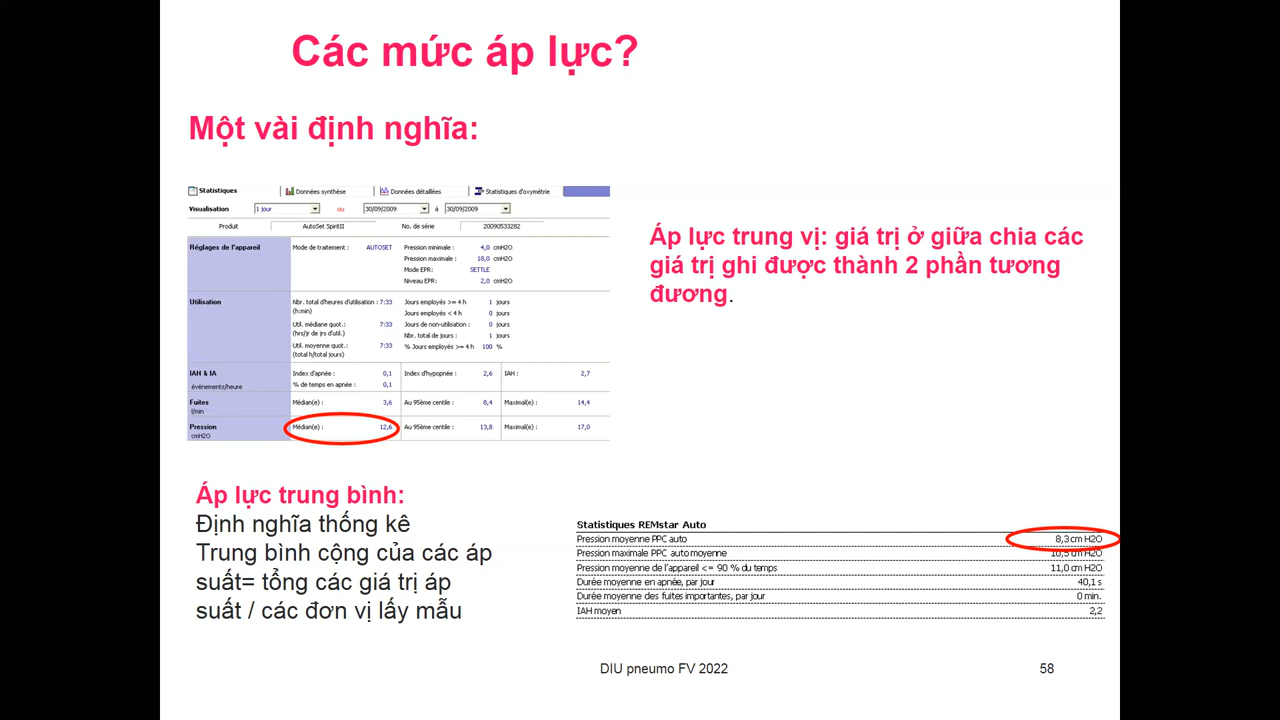 Các mức áp lực?
Một vài định nghĩa:
Statistiques Données synthèse Données détaillées Statistiques d'oxymétrie
Visualisation 1 jour ou 30/09/2009 à 30/09/2009
Produit AutoSet SpiritII No. de série 20090533282
Réglages de l'appareil Mode de traitement : AUTOSET Pression minimale : 4,0 cmH2O
Pression maximale : 18,0 cmH2O
Mode EPR: SETTLE
Niveau EPR: 2,0 cmH2O
Utilisation Nbr. total d'heures d'utilisation : 7:33 Jours employés >= 4 h 1 jours
(h:min) Jours employés < 4 h 0 jours
Util. médiane quot.: 7:33 Jours de non-utilisation : 0 jours
(hrs/jr de jrs d'util.) Nbr. total de jours : 1 jours
Util. moyenne quot.: 7:33 % Jours employés >= 4 h 100 %
(total h/total jours)
IAH & IA Index d'apnée : 0,1 Index d'hypopnée : 2,6 IAH : 2,7
événements/heure % de temps en apnée : 0,1
Fuites Médian(e) : 3,6 Au 95ème centile : 8,4 Maximal(e) : 14,4
l/min
Pression Médian(e) : 12,6 Au 95ème centile : 13,8 Maximal(e) : 17,0
cmH2O
Áp lực trung vị: giá trị ở giữa chia các
giá trị ghi được thành 2 phần tương
đương.
Áp lực trung bình:
Định nghĩa thống kê
Trung bình cộng của các áp
suất= tổng các giá trị áp
suất / các đơn vị lấy mẫu
Statistiques REMstar Auto
Pression moyenne PPC auto 8,3 cm H2O
Pression maximale PPC auto moyenne 10,5 cm H2O
Pression moyenne de l'appareil <= 90 % du temps 11,0 cm H2O
Durée moyenne en apnée, par jour 40,1 s
Durée moyenne des fuites importantes, par jour 0 min.
IAH moyen 2,2
DIU pneumo FV 2022 58